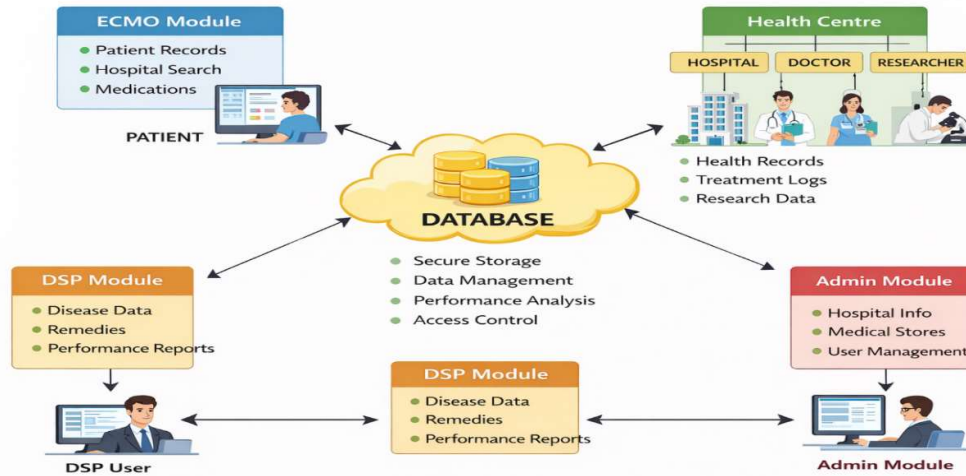 ECMO Module
Patient Records
Hospital Search
Medications
PATIENT
Health Centre
HOSPITAL
DOCTOR
RESEARCHER
Health Records
Treatment Logs
Research Data
DATABASE
Secure Storage
Data Management
Performance Analysis
Access Control
DSP Module
Disease Data
Remedies
Performance Reports
DSP User
DSP Module
Disease Data
Remedies
Performance Reports
Admin Module
Hospital Info
Medical Stores
User Management
Admin Module